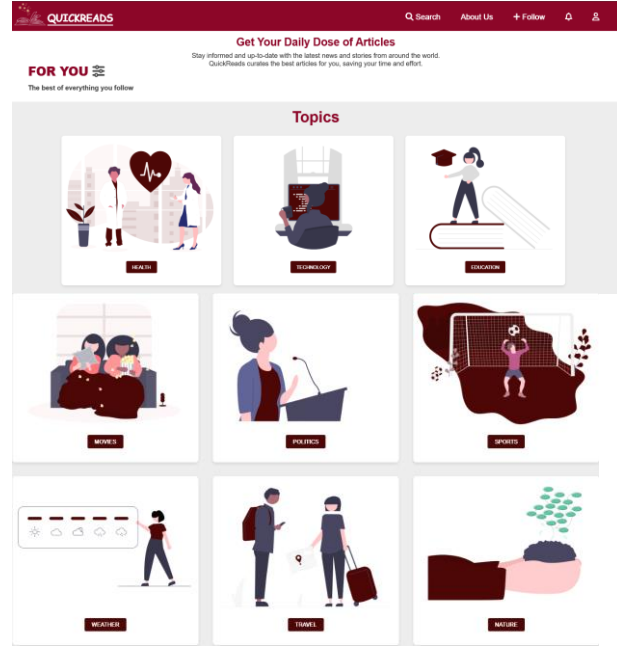 QUICKREADS
Search About Us + Follow
Get Your Daily Dose of Articles
Stay informed and up-to-date with the latest news and stories from around the world.
QuickReads curates the best articles for you, saving your time and effort.
FOR YOU
The best of everything you follow
Topics
HEALTH
TECHNOLOGY
EDUCATION
MOVIES
POLITICS
SPORTS
WEATHER
TRAVEL
NATURE